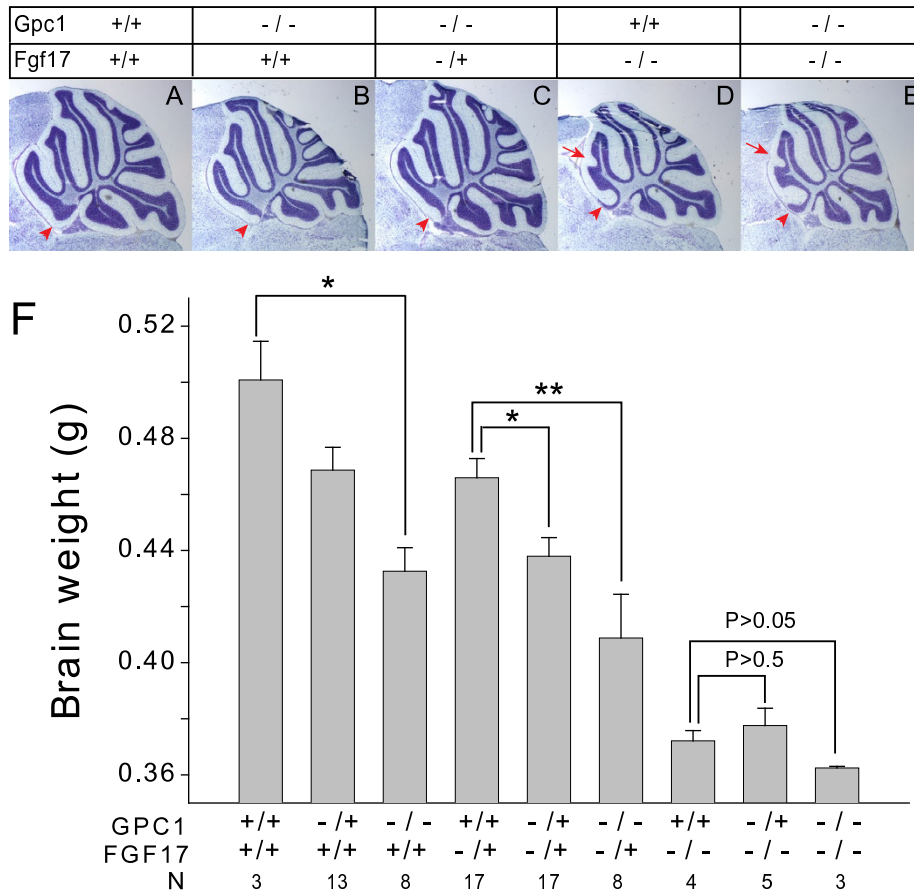 Gpc1 +/+ -/- -/- +/+ -/-
Fgf17 +/+ +/+ -/+ -/- -/-
A B C D E
F
Brain weight (g)
0.52
0.48
0.44
0.40
0.36
*
**
*
P>0.05
P>0.5
GPC1 +/+ -/+ -/- +/+ -/+ -/- +/+ -/+ -/-
FGF17 +/+ +/+ +/+ -/+ -/+ -/+ -/- -/- -/-
N 3 13 8 17 17 8 4 5 3